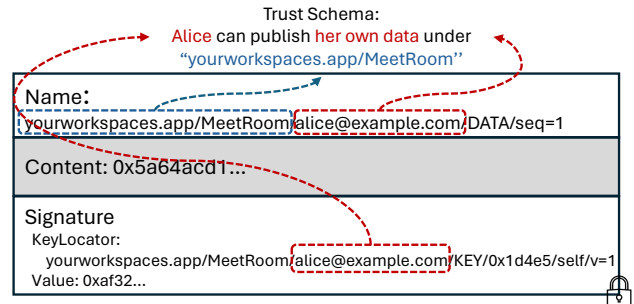 Trust Schema:
Alice can publish her own data under
“yourworkspaces.app/MeetRoom’’
Name:
yourworkspaces.app/MeetRoom/alice@example.com/DATA/seq=1
Content: 0x5a64acd1...
Signature
KeyLocator:
yourworkspaces.app/MeetRoom/alice@example.com/KEY/0x1d4e5/self/v=1
Value: 0xaf32...